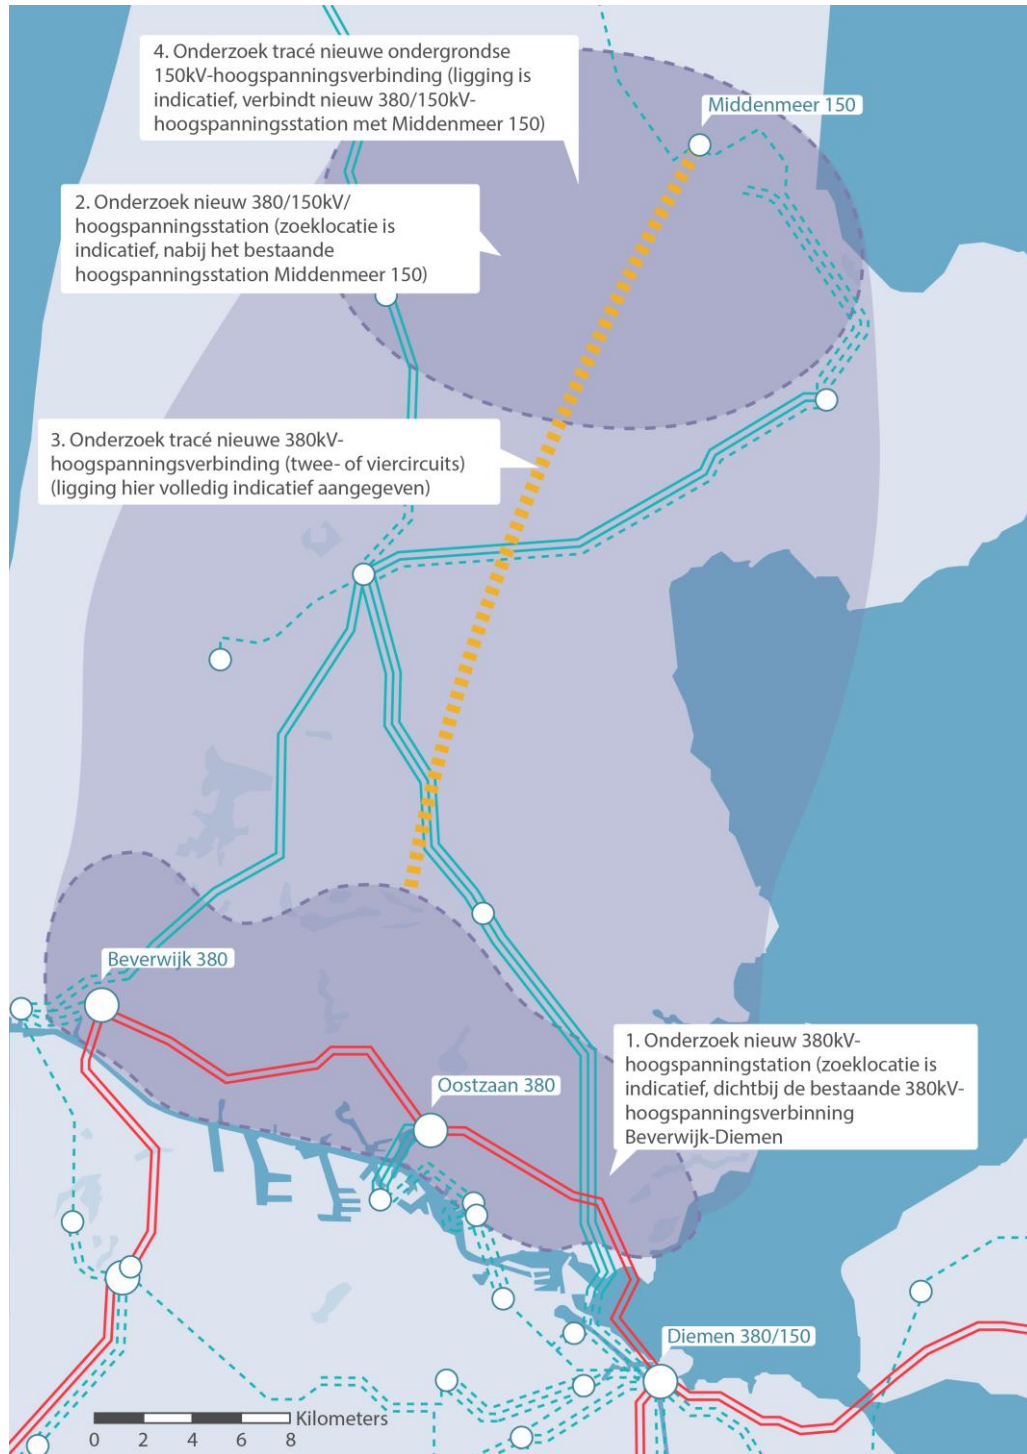 4. Onderzoek tracé nieuwe ondergrondse
150kV-hoogspanningsverbinding (ligging is
indicatief, verbindt nieuw 380/150kV-
hoogspanningsstation met Middenmeer 150)
Middenmeer 150
2. Onderzoek nieuw 380/150kV/
hoogspanningsstation (zoeklocatie is
indicatief, nabij het bestaande
hoogspanningsstation Middenmeer 150)
3. Onderzoek tracé nieuwe 380kV-
hoogspanningsverbinding (twee- of viercircuits)
(ligging hier volledig indicatief aangegeven)
Beverwijk 380
1. Onderzoek nieuw 380kV-
hoogspanningstation (zoeklocatie is
indicatief, dichtbij de bestaande 380kV-
hoogspanningsverbinning
Beverwijk-Diemen
Oostzaan 380
Diemen 380/150
Kilometers
0 2 4 6 8